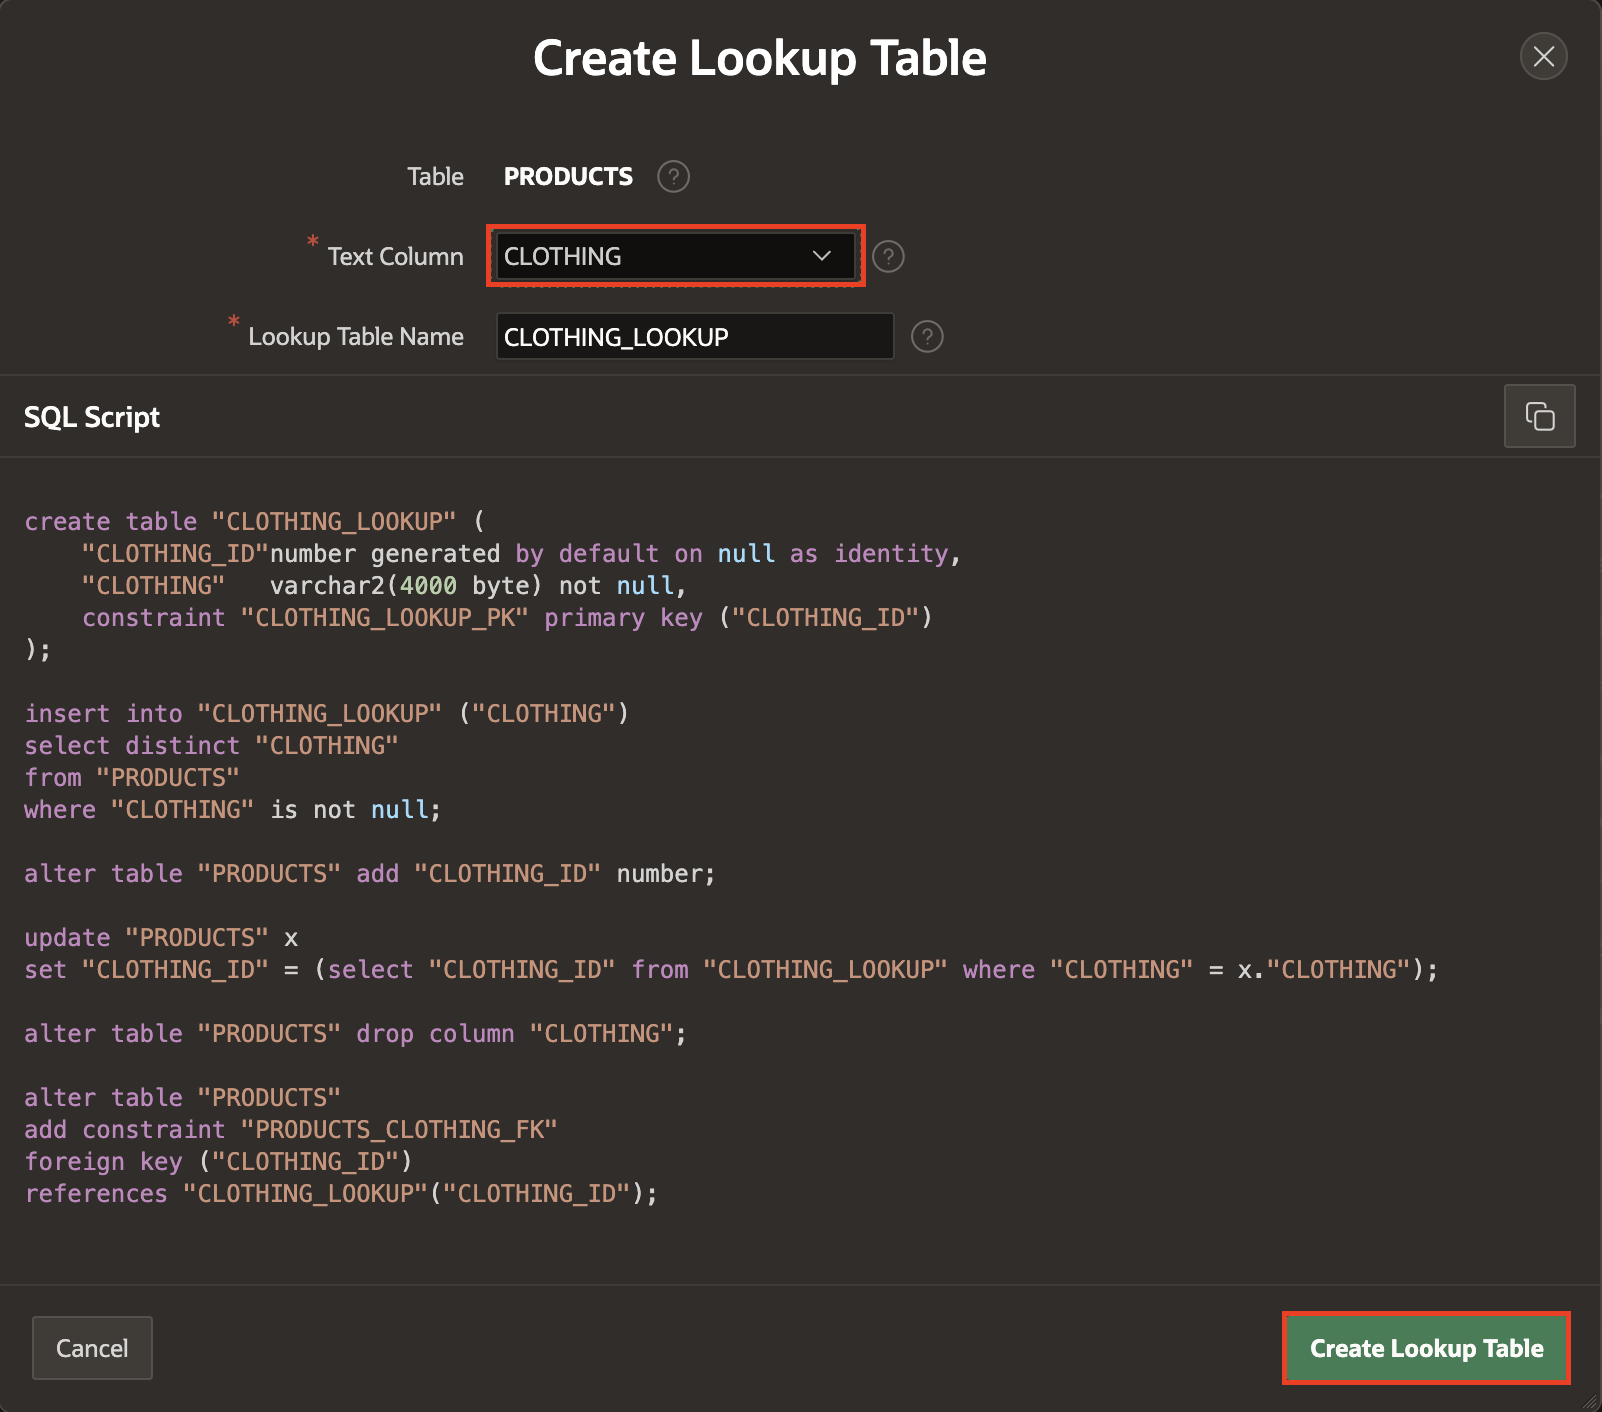 Create Lookup Table
Table PRODUCTS ?
* Text Column CLOTHING ?
* Lookup Table Name CLOTHING_LOOKUP ?
SQL Script
create table "CLOTHING_LOOKUP" (
    "CLOTHING_ID"number generated by default on null as identity,
    "CLOTHING"   varchar2(4000 byte) not null,
    constraint "CLOTHING_LOOKUP_PK" primary key ("CLOTHING_ID")
);
insert into "CLOTHING_LOOKUP" ("CLOTHING")
select distinct "CLOTHING"
from "PRODUCTS"
where "CLOTHING" is not null;
alter table "PRODUCTS" add "CLOTHING_ID" number;
update "PRODUCTS" x
set "CLOTHING_ID" = (select "CLOTHING_ID" from "CLOTHING_LOOKUP" where "CLOTHING" = x."CLOTHING");
alter table "PRODUCTS" drop column "CLOTHING";
alter table "PRODUCTS"
add constraint "PRODUCTS_CLOTHING_FK"
foreign key ("CLOTHING_ID")
references "CLOTHING_LOOKUP"("CLOTHING_ID");
Cancel Create Lookup Table